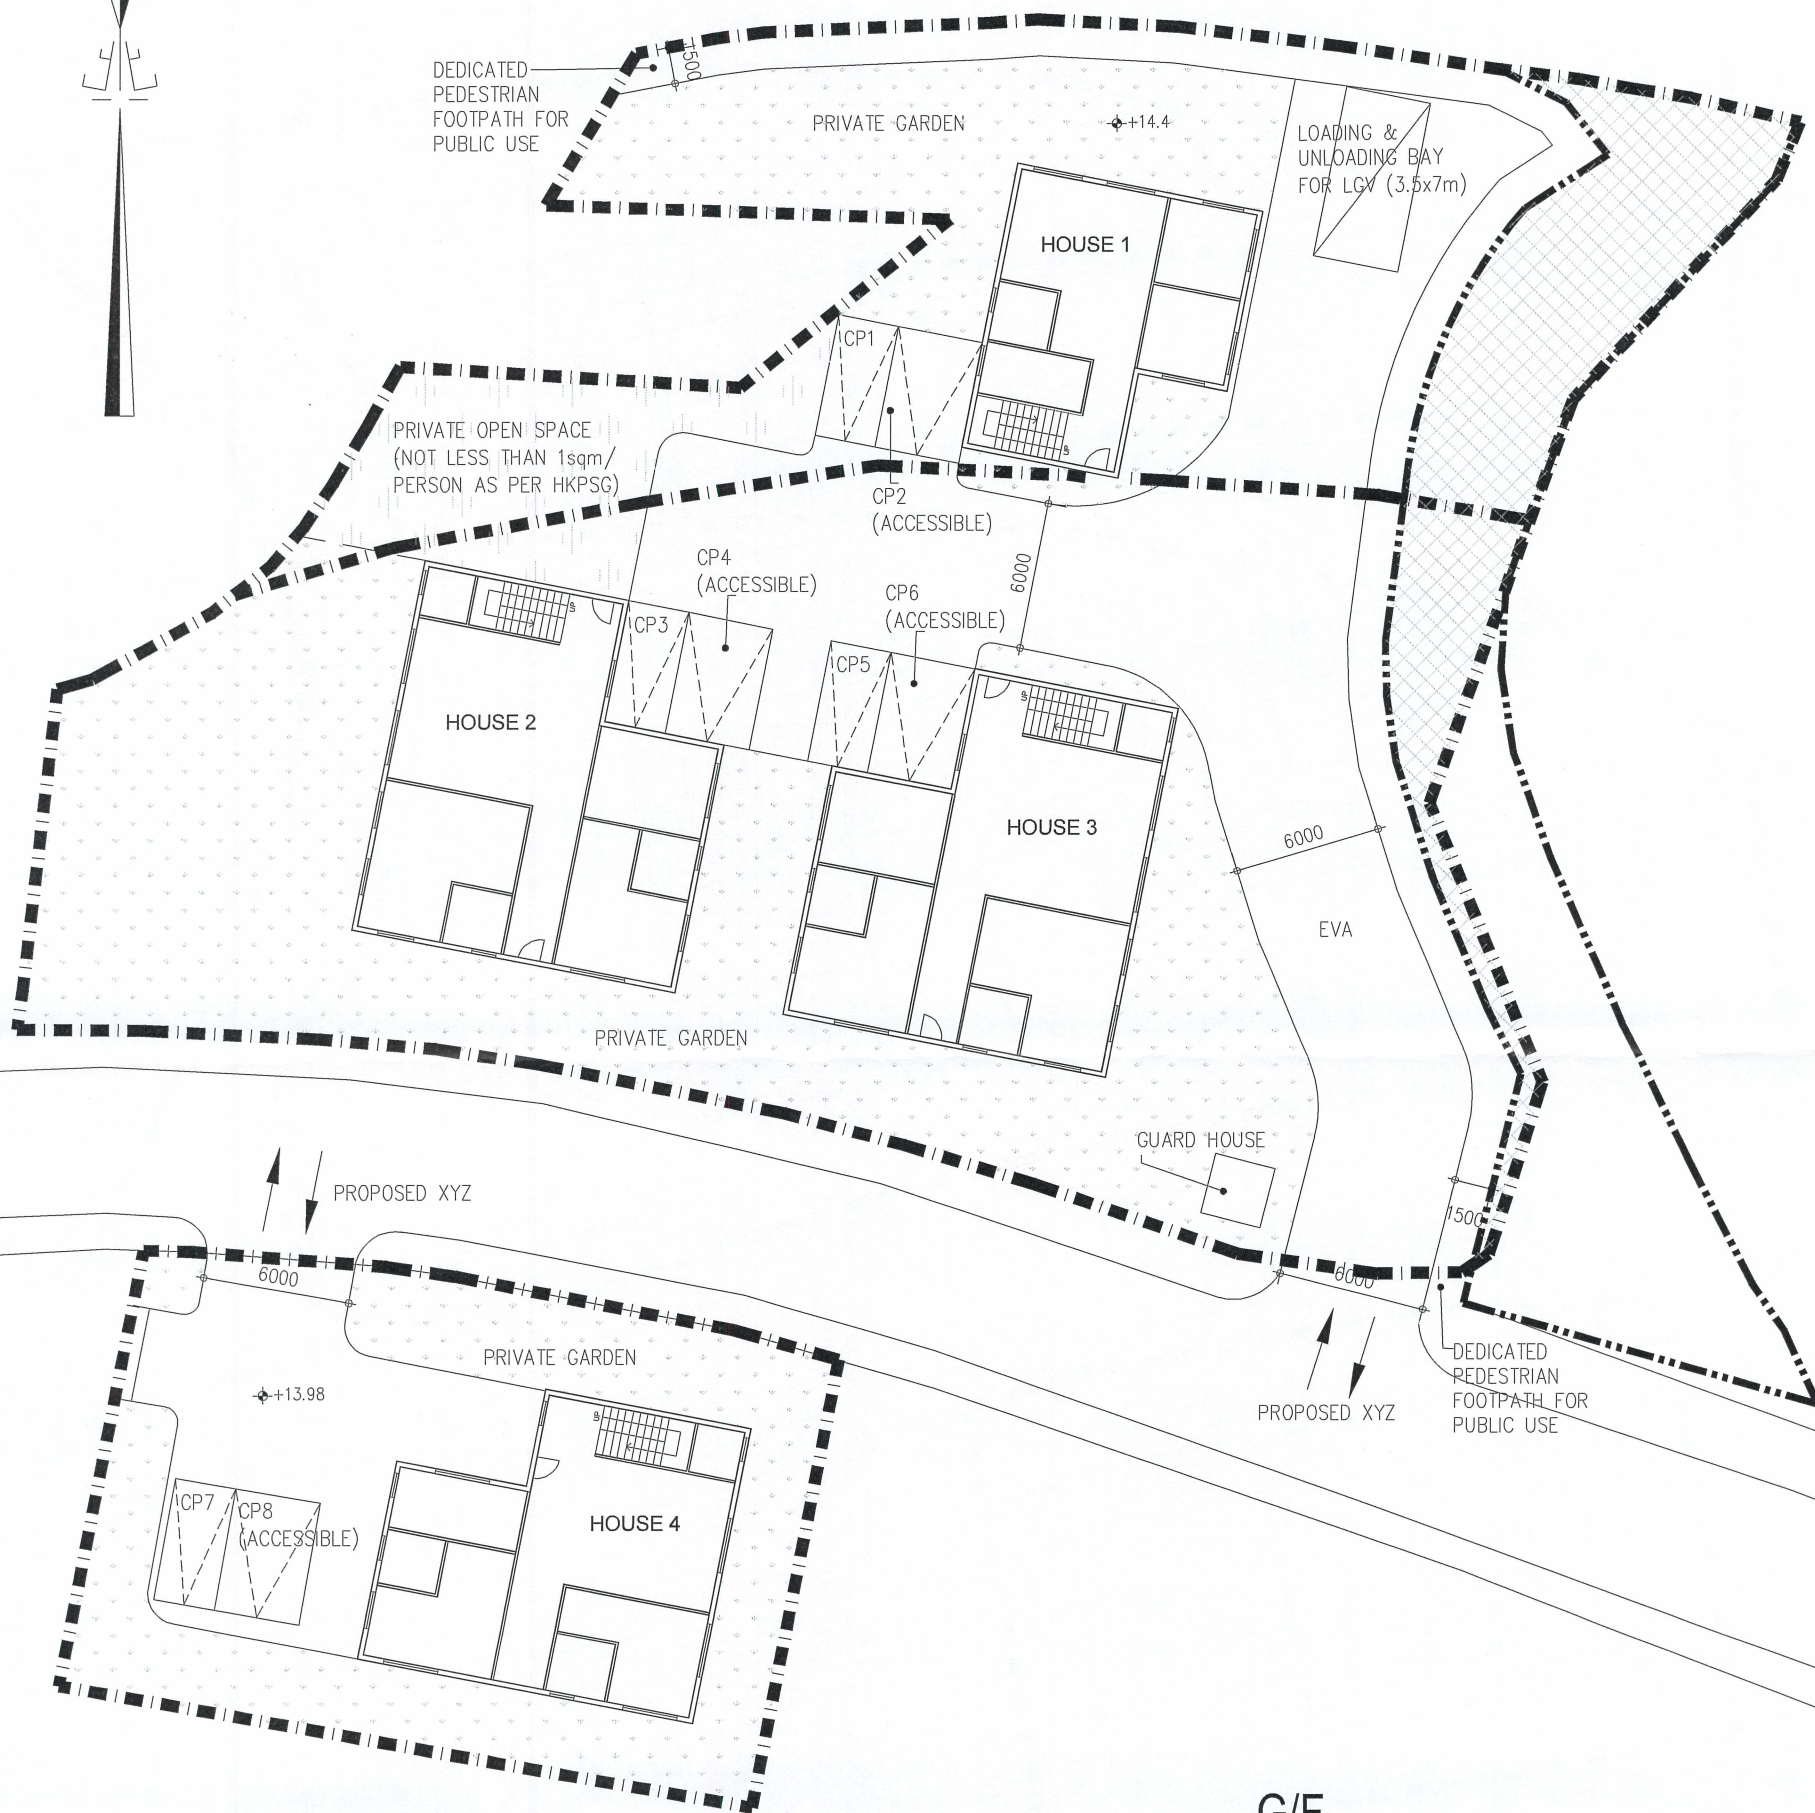 DEDICATED
PEDESTRIAN
FOOTPATH FOR
PUBLIC USE
PRIVATE GARDEN
+14.4
LOADING &
UNLOADING BAY
FOR LGV (3.5x7m)
HOUSE 1
CP1
PRIVATE OPEN SPACE
(NOT LESS THAN 1sqm/
PERSON AS PER HKPSG)
CP2
(ACCESSIBLE)
CP4
(ACCESSIBLE)
6000
CP6
(ACCESSIBLE)
CP3
CP5
HOUSE 2
HOUSE 3
6000
EVA
PRIVATE GARDEN
GUARD HOUSE
PROPOSED XYZ
1500
6000
6000
DEDICATED
PEDESTRIAN
FOOTPATH FOR
PUBLIC USE
PROPOSED XYZ
PRIVATE GARDEN
+13.98
CP7
CP8
(ACCESSIBLE)
HOUSE 4
G/F